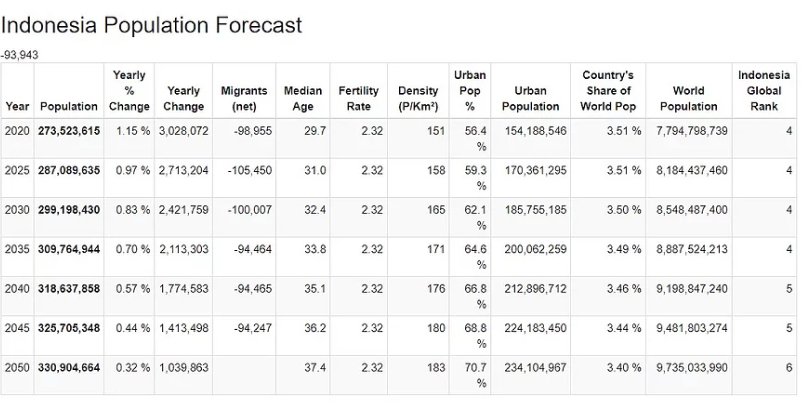 Indonesia Population Forecast
-93,943
Year Population Yearly % Change Yearly Change Migrants (net) Median Age Fertility Rate Density (P/Km²) Urban Pop % Urban Population Country's Share of World Pop World Population Indonesia Global Rank
2020 273,523,615 1.15 % 3,028,072 -98,955 29.7 2.32 151 56.4 % 154,188,546 3.51 % 7,794,798,739 4
2025 287,089,635 0.97 % 2,713,204 -105,450 31.0 2.32 158 59.3 % 170,361,295 3.51 % 8,184,437,460 4
2030 299,198,430 0.83 % 2,421,759 -100,007 32.4 2.32 165 62.1 % 185,755,185 3.50 % 8,548,487,400 4
2035 309,764,944 0.70 % 2,113,303 -94,464 33.8 2.32 171 64.6 % 200,062,259 3.49 % 8,887,524,213 4
2040 318,637,858 0.57 % 1,774,583 -94,465 35.1 2.32 176 66.8 % 212,896,712 3.46 % 9,198,847,240 5
2045 325,705,348 0.44 % 1,413,498 -94,247 36.2 2.32 180 68.8 % 224,183,450 3.44 % 9,481,803,274 5
2050 330,904,664 0.32 % 1,039,863 37.4 2.32 183 70.7 % 234,104,967 3.40 % 9,735,033,990 6